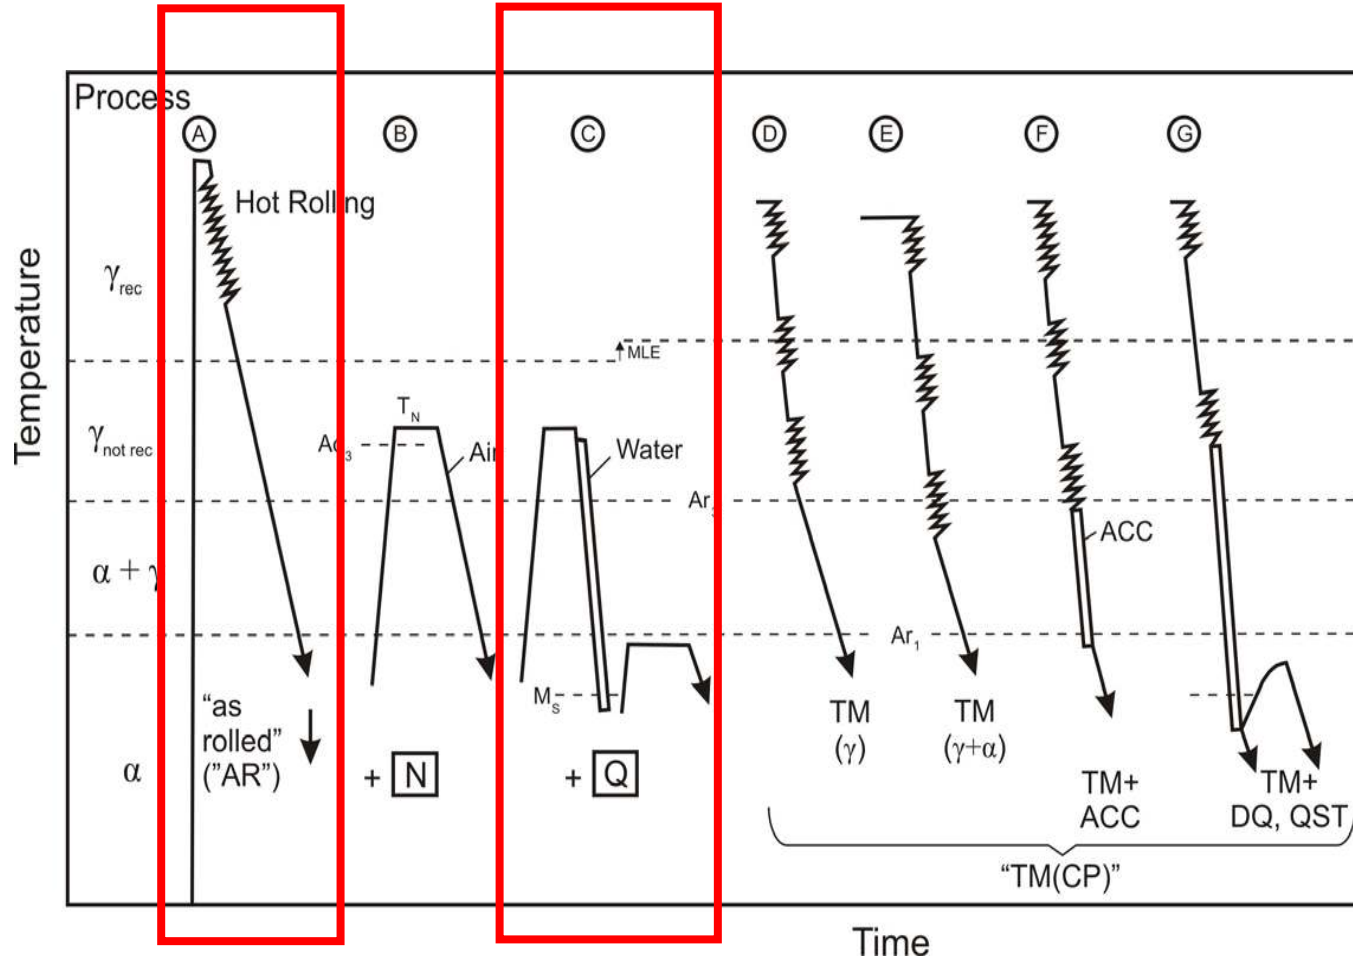 Process
A
B
C
D
E
F
G
Hot Rolling
Temperature
γrec
MLE
TN
γnot rec
Ac3
Air
Water
Ar3
α + γ
ACC
Ar1
MS
"as
rolled"
("AR")
α
+ N
+ Q
TM
(γ)
TM
(γ+α)
TM+
ACC
TM+
DQ, QST
"TM(CP)"
Time